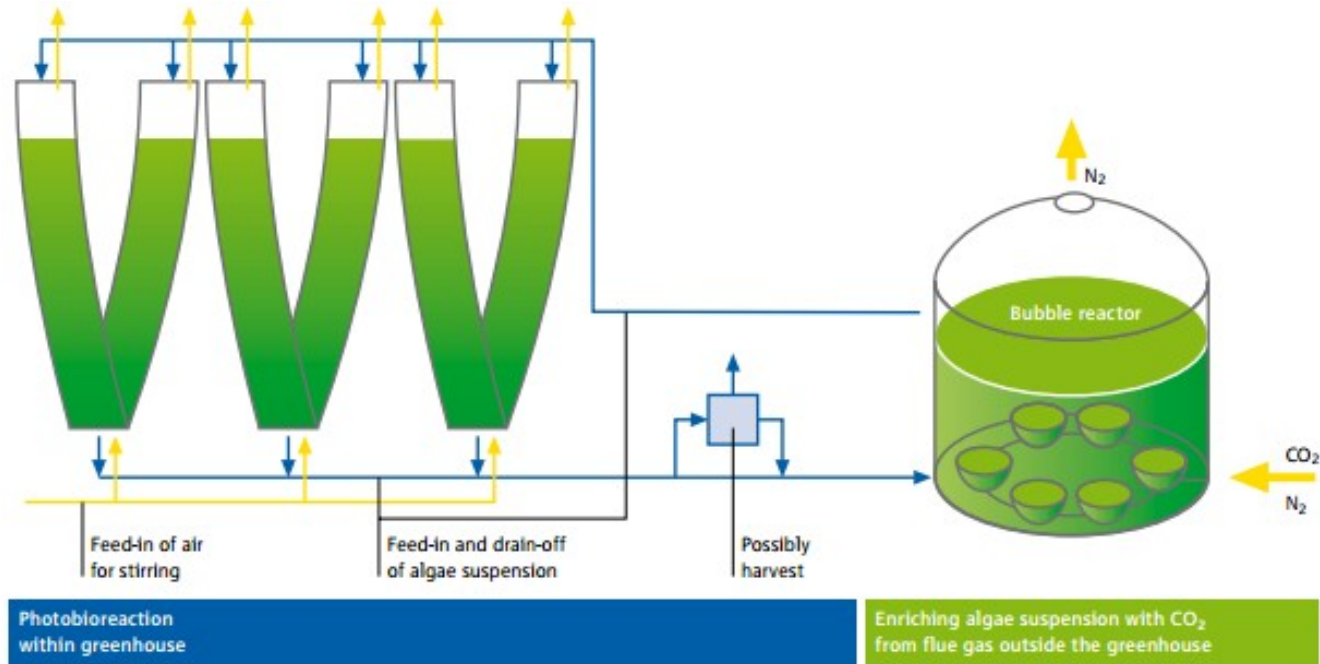 N₂
Bubble reactor
CO₂
N₂
Feed-in of air
for stirring
Feed-in and drain-off
of algae suspension
Possibly
harvest
Photobioreaction
within greenhouse
Enriching algae suspension with CO₂
from flue gas outside the greenhouse